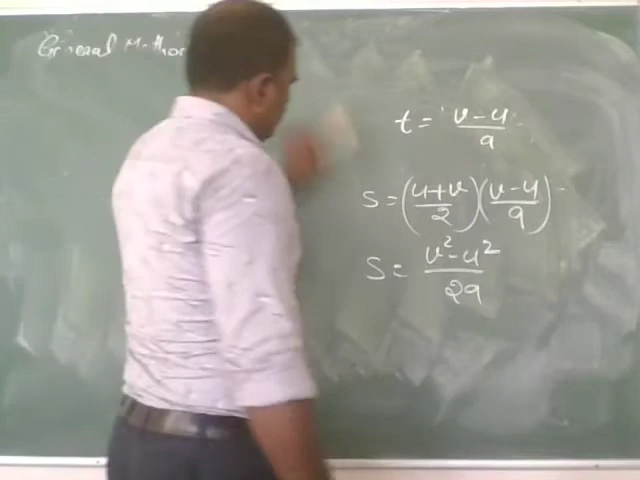 General Method
t = v-u/a
s = (u+v/2)(v-u/a)
s = v²-u²/2a